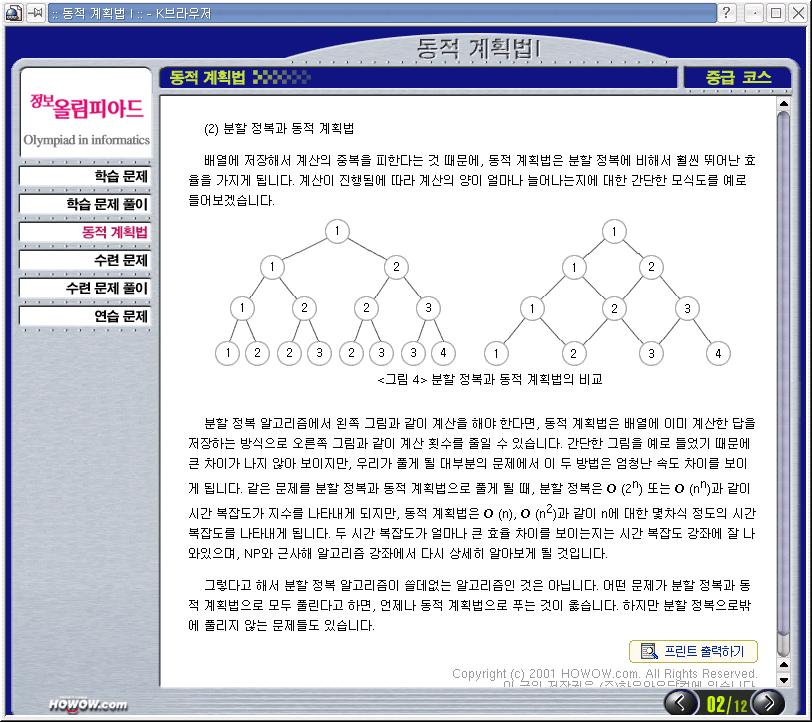 :: 동적 계획법 I :: - K브라우저
동적 계획법I
정보올림피아드
Olympiad in informatics
동적 계획법
중급 코스
학습 문제
학습 문제 풀이
동적 계획법
수련 문제
수련 문제 풀이
연습 문제
(2) 분할 정복과 동적 계획법
배열에 저장해서 계산의 중복을 피한다는 것 때문에, 동적 계획법은 분할 정복에 비해서 훨씬 뛰어난 효
율을 가지게 됩니다. 계산이 진행됨에 따라 계산의 양이 얼마나 늘어나는지에 대한 간단한 모식도를 예로
들어보겠습니다.
1 1
1 2 1 2
1 2 2 3 1 2 3
1 2 2 3 2 3 3 4 1 2 3 4
<그림 4> 분할 정복과 동적 계획법의 비교
분할 정복 알고리즘에서 왼쪽 그림과 같이 계산을 해야 한다면, 동적 계획법은 배열에 이미 계산한 답을
저장하는 방식으로 오른쪽 그림과 같이 계산 횟수를 줄일 수 있습니다. 간단한 그림을 예로 들었기 때문에
큰 차이가 나지 않아 보이지만, 우리가 풀게 될 대부분의 문제에서 이 두 방법은 엄청난 속도 차이를 보이
게 됩니다. 같은 문제를 분할 정복과 동적 계획법으로 풀게 될 때, 분할 정복은 O (2ⁿ) 또는 O (nⁿ)과 같이
시간 복잡도가 지수를 나타내게 되지만, 동적 계획법은 O (n), O (n²)과 같이 n에 대한 몇차식 정도의 시간
복잡도를 나타내게 됩니다. 두 시간 복잡도가 얼마나 큰 효율 차이를 보이는지는 시간 복잡도 강좌에 잘 나
와있으며, NP와 근사해 알고리즘 강좌에서 다시 상세히 알아보게 될 것입니다.
그렇다고 해서 분할 정복 알고리즘이 쓸데없는 알고리즘인 것은 아닙니다. 어떤 문제가 분할 정복과 동
적 계획법으로 모두 풀린다고 하면, 언제나 동적 계획법으로 푸는 것이 옳습니다. 하지만 분할 정복으로밖
에 풀리지 않는 문제들도 있습니다.
프린트 출력하기
Copyright (c) 2001 HOWOW.com. All Rights Reserved.
HOWOW.com
02/12